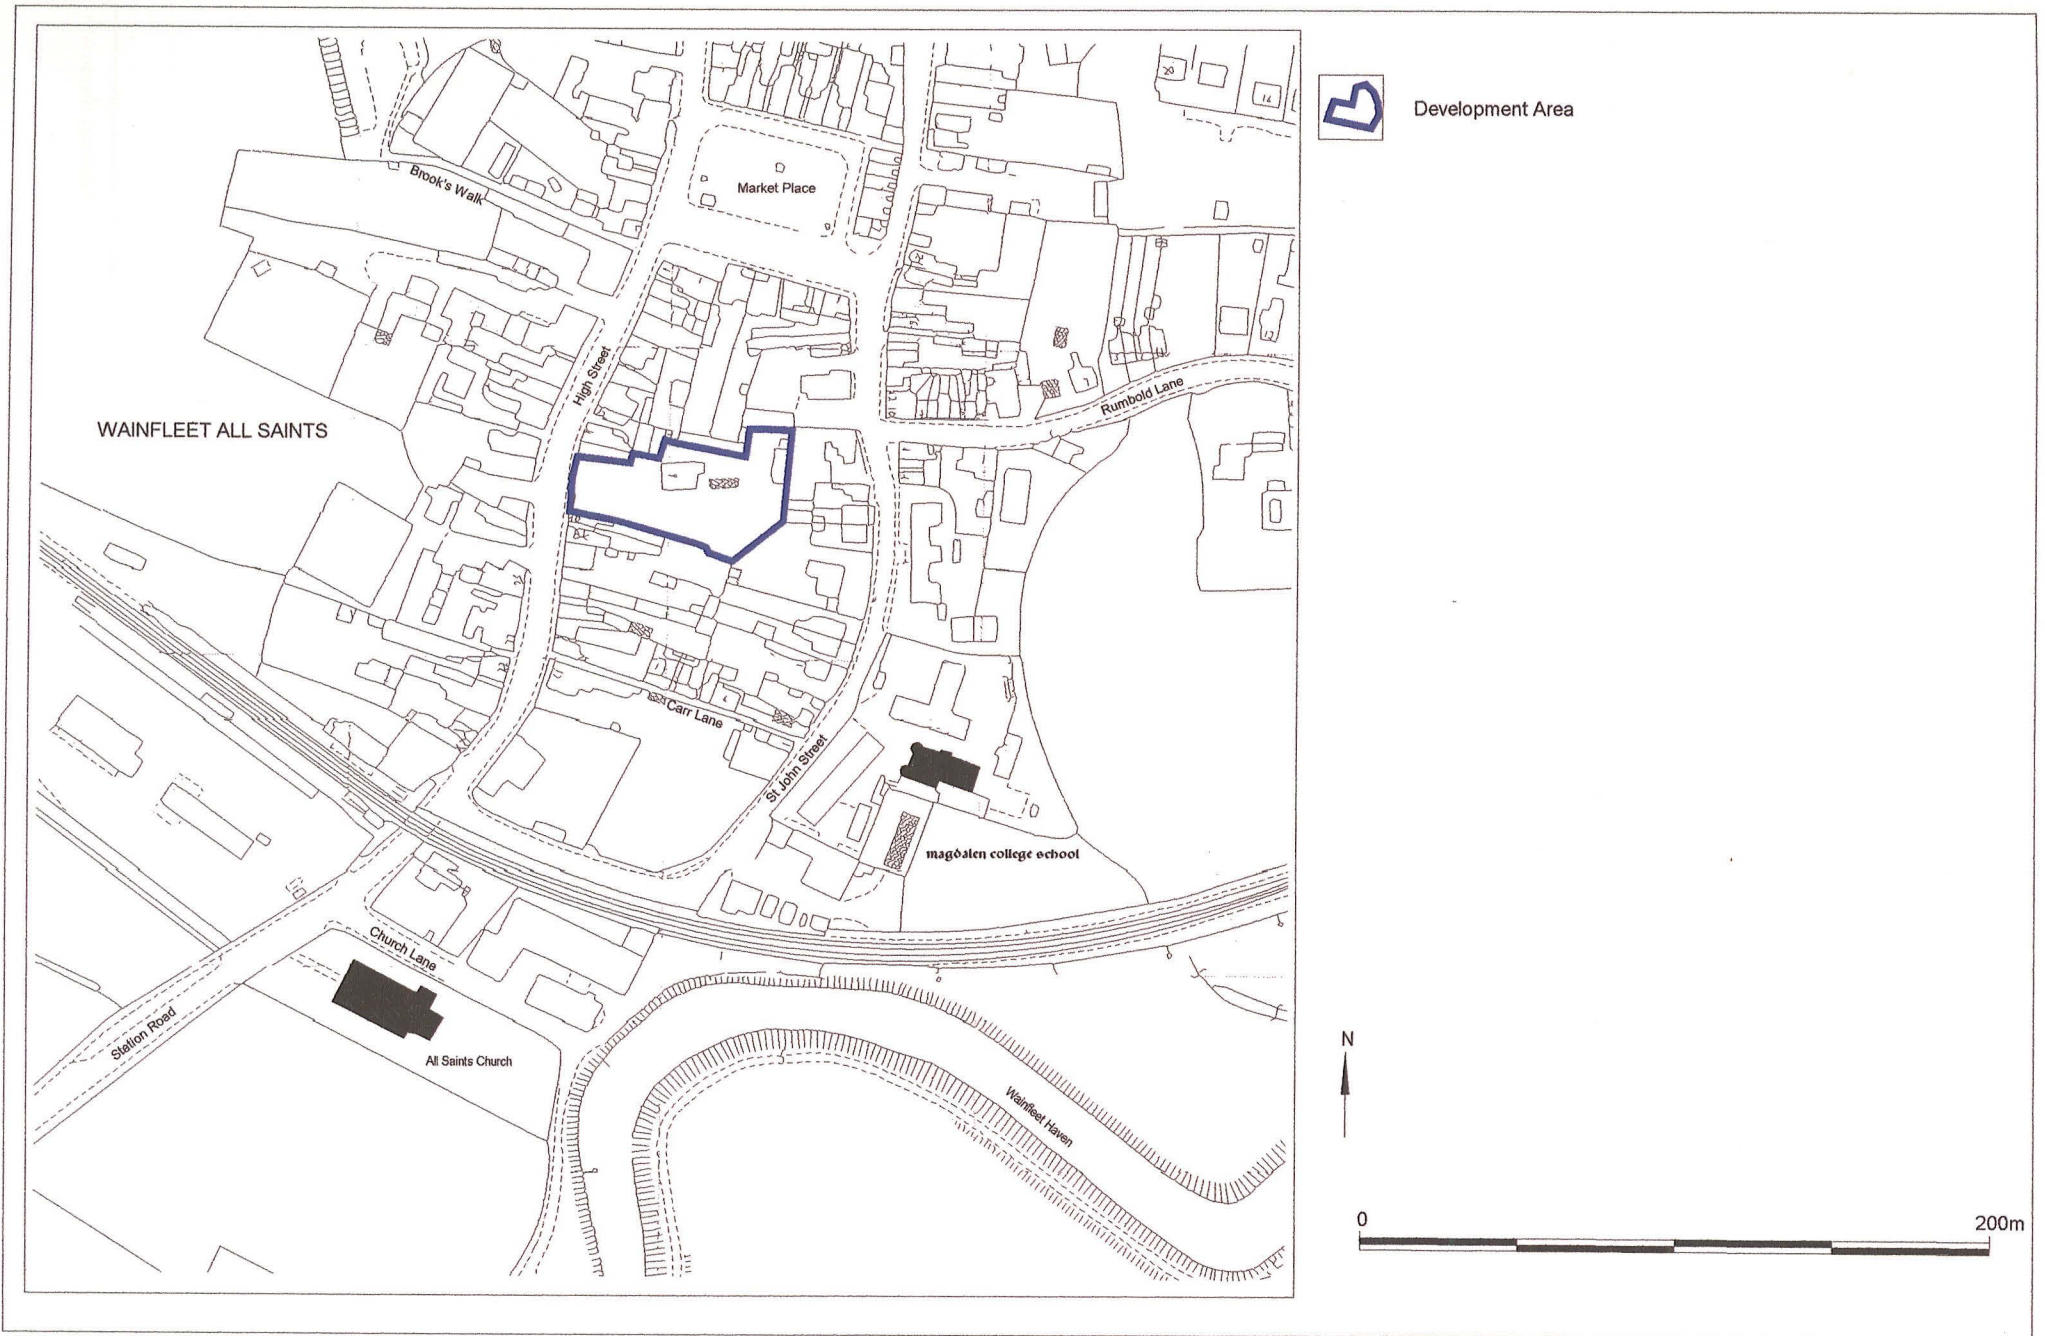 Development Area
Brook's Walk
Market Place
High Street
Rumbold Lane
WAINFLEET ALL SAINTS
Carr Lane
St John Street
magdalen college school
Church Lane
Station Road
All Saints Church
Wainfleet Haven
N
0 200m